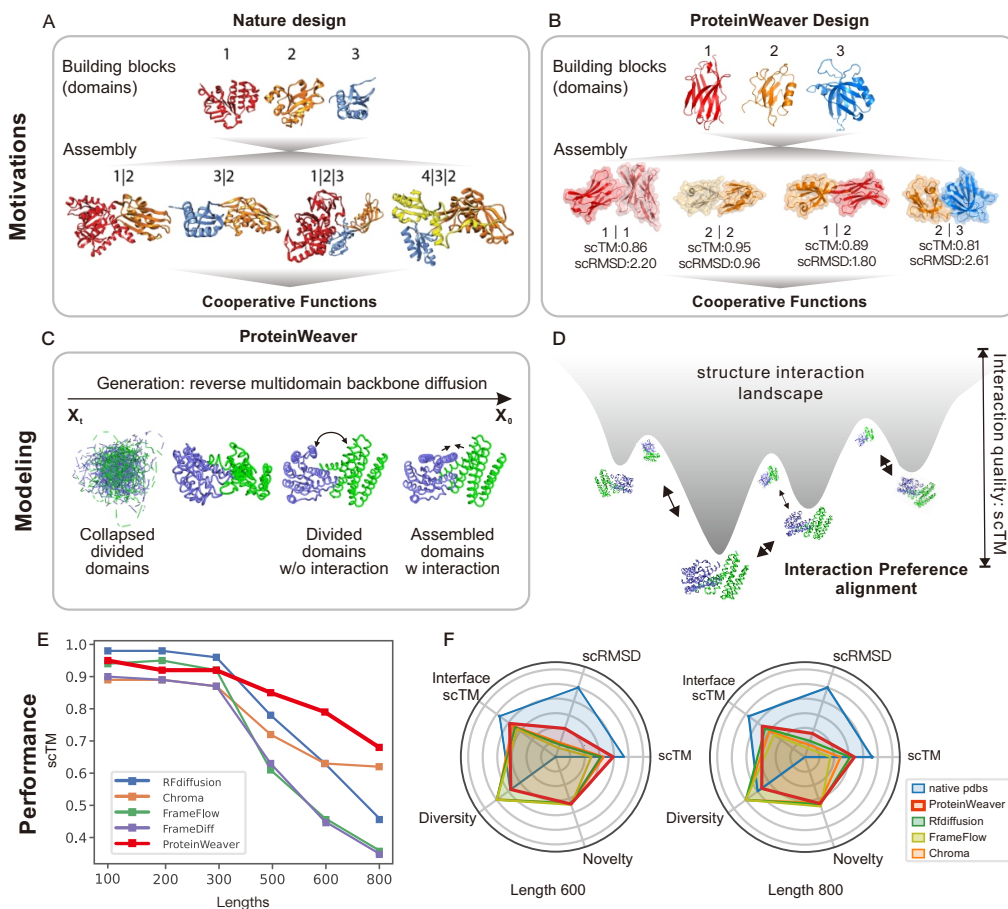 A
Nature design
Building blocks
(domains)
1
2
3
Assembly
1|2
3|2
1|2|3
4|3|2
Cooperative Functions
B
ProteinWeaver Design
Building blocks
(domains)
1
2
3
Assembly
1 | 1
scTM:0.86
scRMSD:2.20
2 | 2
scTM:0.95
scRMSD:0.96
1 | 2
scTM:0.89
scRMSD:1.80
2 | 3
scTM:0.81
scRMSD:2.61
Cooperative Functions
Motivations
C
ProteinWeaver
Generation: reverse multidomain backbone diffusion
Xt
X0
Collapsed
divided
domains
Divided
domains
w/o interaction
Assembled
domains
w interaction
D
structure interaction
landscape
Interaction
quality: scTM
Interaction Preference
alignment
Modeling
E
scTM
1.0
0.9
0.8
0.7
0.6
0.5
0.4
RFdiffusion
Chroma
FrameFlow
FrameDiff
ProteinWeaver
100
200
300
500
600
800
Lengths
Performance
F
scRMSD
Interface
scTM
scTM
Diversity
Novelty
Length 600
scRMSD
Interface
scTM
scTM
Diversity
Novelty
Length 800
native pdbs
ProteinWeaver
Rfdiffusion
FrameFlow
Chroma